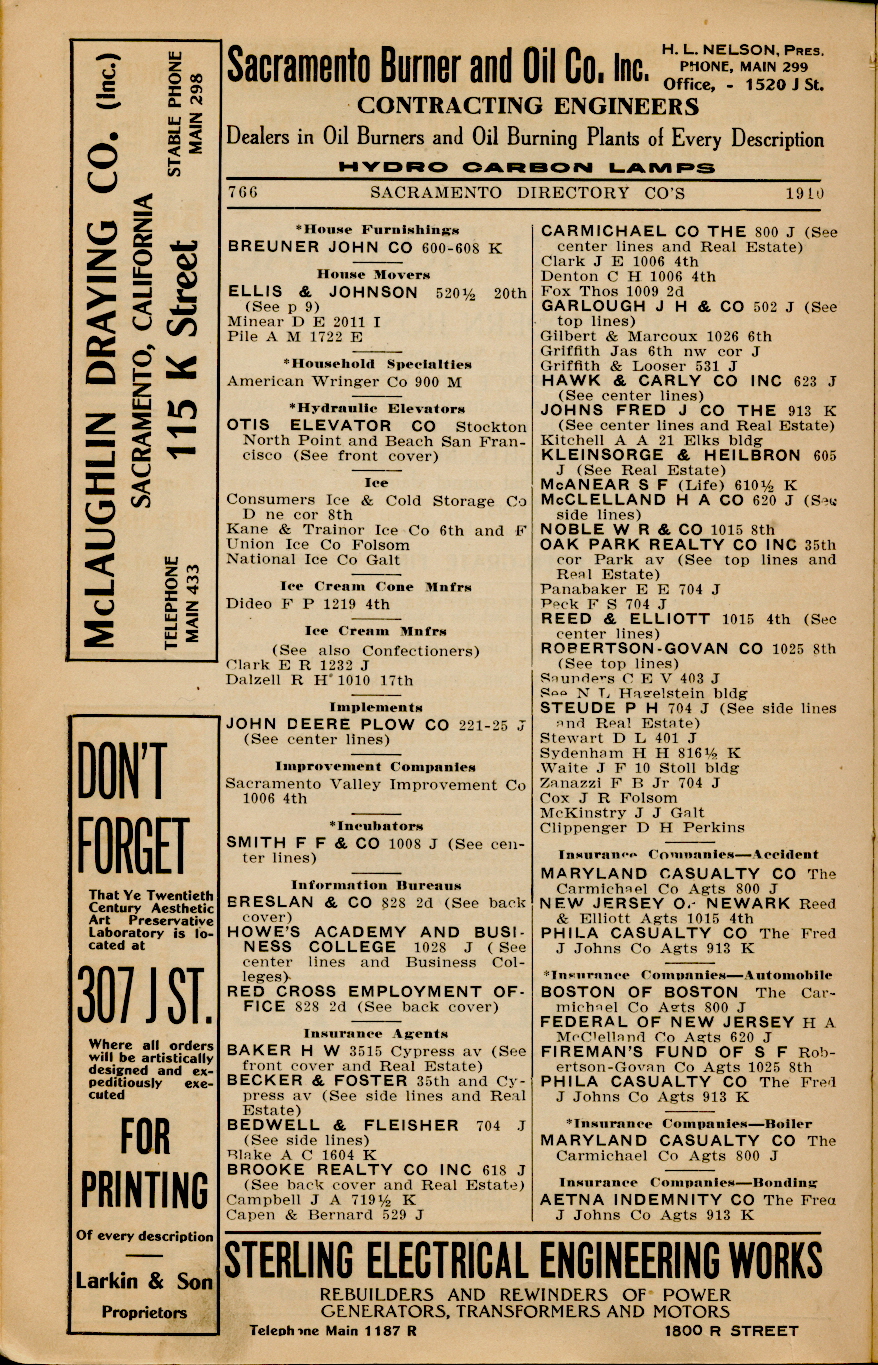 McLAUGHLIN DRAYING CO. (Inc.)
SACRAMENTO, CALIFORNIA
TELEPHONE
MAIN 433
115 K Street
STABLE PHONE
MAIN 298
DON'T
FORGET
That Ye Twentieth
Century Aesthetic
Art Preservative
Laboratory is lo-
cated at
307 J ST.
Where all orders
will be artistically
designed and ex-
peditiously exe-
cuted
FOR
PRINTING
Of every description
Larkin & Son
Proprietors
Sacramento Burner and Oil Co. Inc.
H. L. NELSON, PRES.
PHONE, MAIN 299
Office, - 1520 J St.
CONTRACTING ENGINEERS
Dealers in Oil Burners and Oil Burning Plants of Every Description
HYDRO CARBON LAMPS
766 SACRAMENTO DIRECTORY CO'S 1910
*House Furnishings
BREUNER JOHN CO 600-608 K
House Movers
ELLIS & JOHNSON 520½ 20th
(See p 9)
Minear D E 2011 I
Pile A M 1722 E
*Household Specialties
American Wringer Co 900 M
*Hydraulic Elevators
OTIS ELEVATOR CO Stockton
North Point and Beach San Fran-
cisco (See front cover)
Ice
Consumers Ice & Cold Storage Co
D ne cor 8th
Kane & Trainor Ice Co 6th and F
Union Ice Co Folsom
National Ice Co Galt
Ice Cream Cone Mnfrs
Dideo F P 1219 4th
Ice Cream Mnfrs
(See also Confectioners)
Clark E R 1232 J
Dalzell R H 1010 17th
Implements
JOHN DEERE PLOW CO 221-25 J
(See center lines)
Improvement Companies
Sacramento Valley Improvement Co
1006 4th
*Incubators
SMITH F F & CO 1008 J (See cen-
ter lines)
Information Bureaus
BRESLAN & CO 828 2d (See back
cover)
HOWE'S ACADEMY AND BUSI-
NESS COLLEGE 1028 J (See
center lines and Business Col-
leges)
RED CROSS EMPLOYMENT OF-
FICE 828 2d (See back cover)
Insurance Agents
BAKER H W 3515 Cypress av (See
front cover and Real Estate)
BECKER & FOSTER 35th and Cy-
press av (See side lines and Real
Estate)
BEDWELL & FLEISHER 704 J
(See side lines)
Blake A C 1604 K
BROOKE REALTY CO INC 618 J
(See back cover and Real Estate)
Campbell J A 719½ K
Capen & Bernard 529 J
CARMICHAEL CO THE 800 J (See
center lines and Real Estate)
Clark J E 1006 4th
Denton C H 1006 4th
Fox Thos 1009 2d
GARLOUGH J H & CO 502 J (See
top lines)
Gilbert & Marcoux 1026 6th
Griffith Jas 6th nw cor J
Griffith & Looser 531 J
HAWK & CARLY CO INC 623 J
(See center lines)
JOHNS FRED J CO THE 913 K
(See center lines and Real Estate)
Kitchell A A 21 Elks bldg
KLEINSORGE & HEILBRON 605
J (See Real Estate)
McANEAR S F (Life) 610½ K
McCLELLAND H A CO 620 J (See
side lines)
NOBLE W R & CO 1015 8th
OAK PARK REALTY CO INC 35th
cor Park av (See top lines and
Real Estate)
Panabaker E E 704 J
Peck F S 704 J
REED & ELLIOTT 1015 4th (See
center lines)
ROBERTSON-GOVAN CO 1025 8th
(See top lines)
Saunders C E V 403 J
See N L Hagelstein bldg
STEUDE P H 704 J (See side lines
and Real Estate)
Stewart D L 401 J
Sydenham H H 816½ K
Waite J F 10 Stoll bldg
Zanazzi F B Jr 704 J
Cox J R Folsom
McKinstry J J Galt
Clippenger D H Perkins
Insurance Companies—Accident
MARYLAND CASUALTY CO The
Carmichael Co Agts 800 J
NEW JERSEY OF NEWARK Reed
& Elliott Agts 1015 4th
PHILA CASUALTY CO The Fred
J Johns Co Agts 913 K
*Insurance Companies—Automobile
BOSTON OF BOSTON The Car-
michael Co Agts 800 J
FEDERAL OF NEW JERSEY H A
McClelland Co Agts 620 J
FIREMAN'S FUND OF S F Rob-
ertson-Govan Co Agts 1025 8th
PHILA CASUALTY CO The Fred
J Johns Co Agts 913 K
*Insurance Companies—Boiler
MARYLAND CASUALTY CO The
Carmichael Co Agts 800 J
Insurance Companies—Bonding
AETNA INDEMNITY CO The Fred
J Johns Co Agts 913 K
STERLING ELECTRICAL ENGINEERING WORKS
REBUILDERS AND REWINDERS OF POWER
GENERATORS, TRANSFORMERS AND MOTORS
Telephone Main 1187 R 1800 R STREET